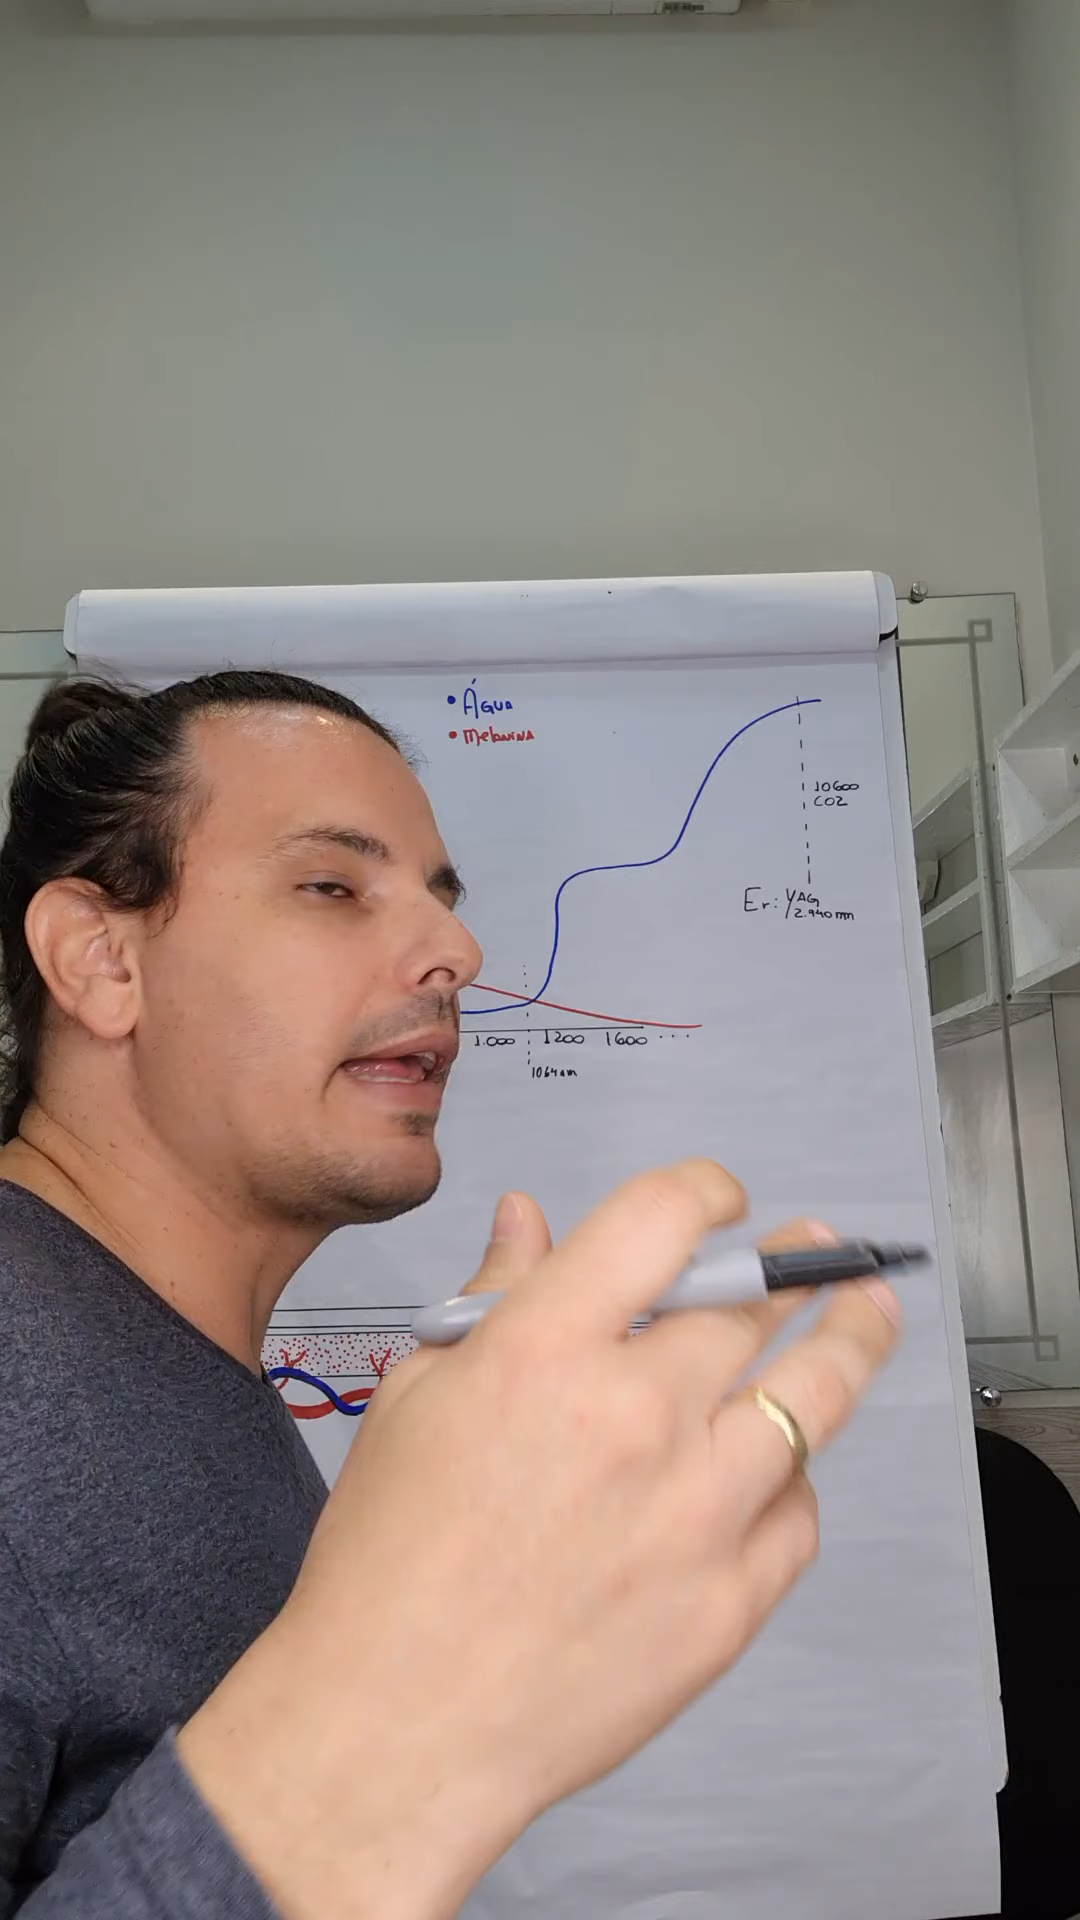 • Água
• Melanina
10600
CO2
Er: YAG
2.940 nm
1.000 1200 1600 ...
1064nm